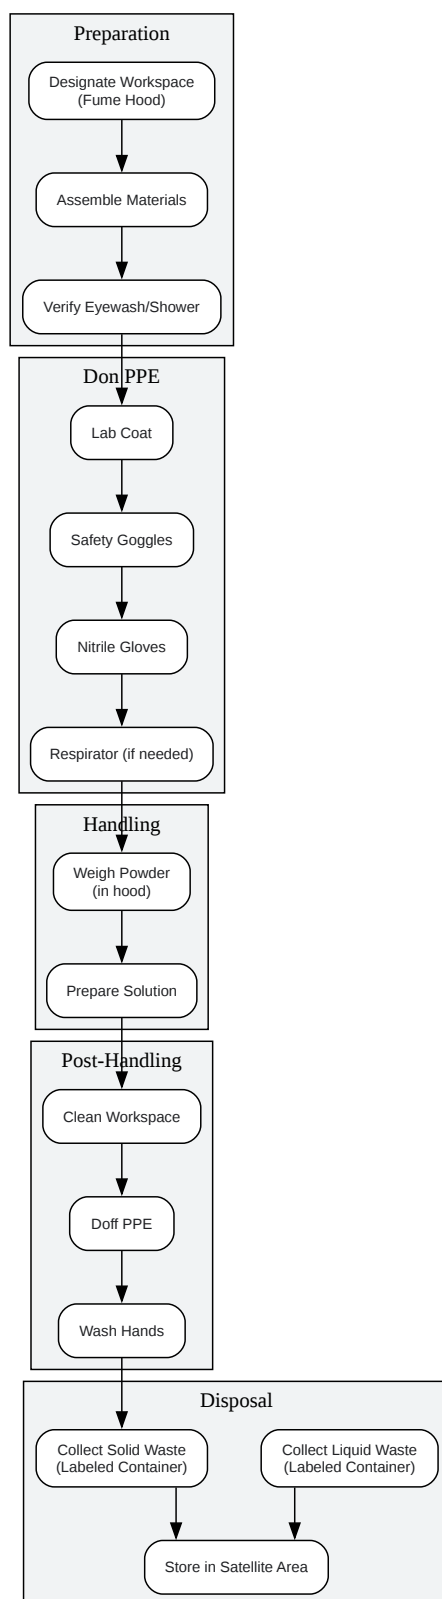 Preparation
Designate Workspace
(Fume Hood)
Assemble Materials
Verify Eyewash/Shower
Don PPE
Lab Coat
Safety Goggles
Nitrile Gloves
Respirator (if needed)
Handling
Weigh Powder
(in hood)
Prepare Solution
Post-Handling
Clean Workspace
Doff PPE
Wash Hands
Disposal
Collect Solid Waste
(Labeled Container)
Collect Liquid Waste
(Labeled Container)
Store in Satellite Area